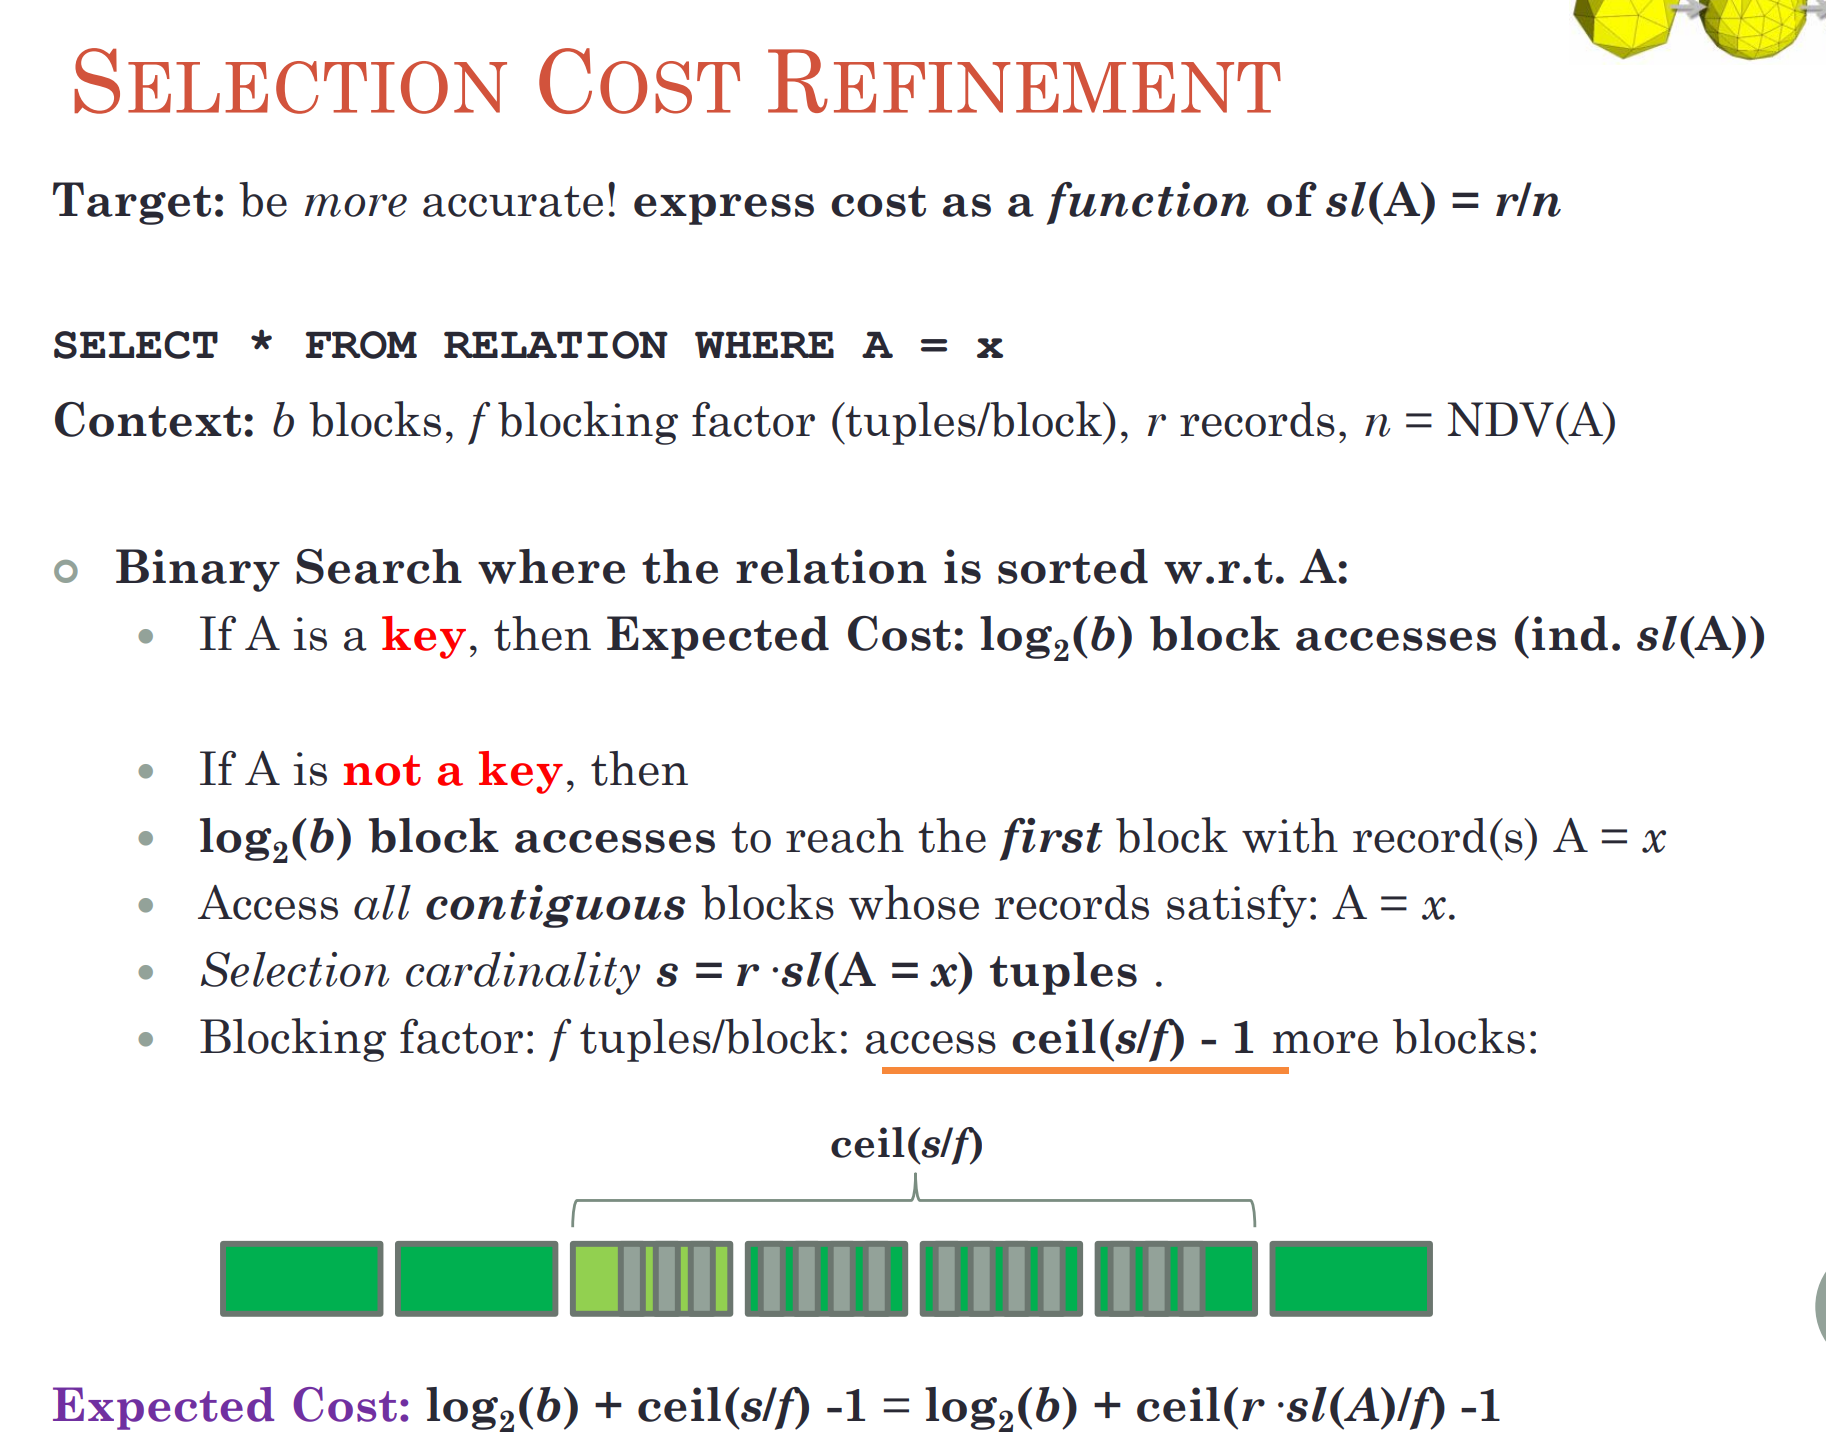 SELECTION COST REFINEMENT
Target: be more accurate! express cost as a function of sl(A) = r/n
SELECT * FROM RELATION WHERE A = x
Context: b blocks, f blocking factor (tuples/block), r records, n = NDV(A)
Binary Search where the relation is sorted w.r.t. A:
If A is a key, then Expected Cost: log₂(b) block accesses (ind. sl(A))
If A is not a key, then
log₂(b) block accesses to reach the first block with record(s) A = x
Access all contiguous blocks whose records satisfy: A = x.
Selection cardinality s = r ·sl(A = x) tuples .
Blocking factor: f tuples/block: access ceil(s/f) - 1 more blocks:
ceil(s/f)
Expected Cost: log₂(b) + ceil(s/f) -1 = log₂(b) + ceil(r ·sl(A)/f) -1